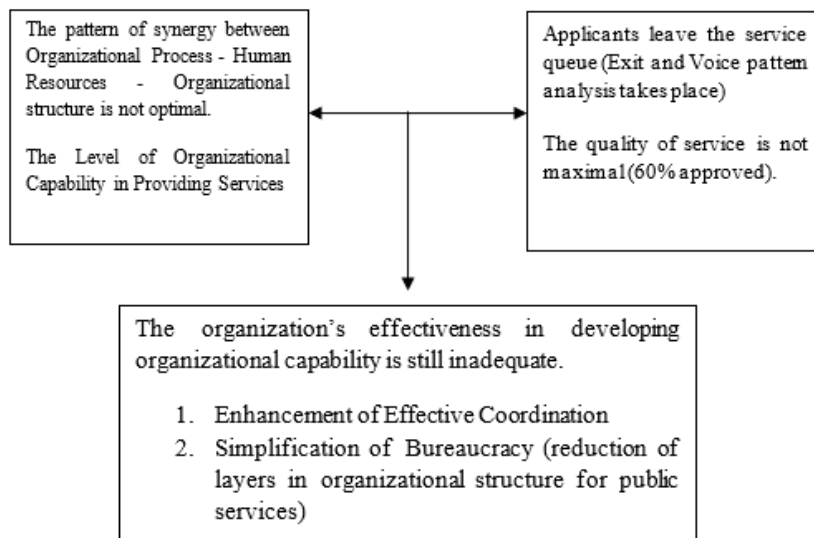 The pattern of synergy between
Organizational Process - Human
Resources - Organizational
structure is not optimal.
The Level of Organizational
Capability in Providing Services
Applicants leave the service
queue (Exit and Voice pattern
analysis takes place)
The quality of service is not
maximal (60% approved).
The organization's effectiveness in developing
organizational capability is still inadequate.
1. Enhancement of Effective Coordination
2. Simplification of Bureaucracy (reduction of
layers in organizational structure for public
services)